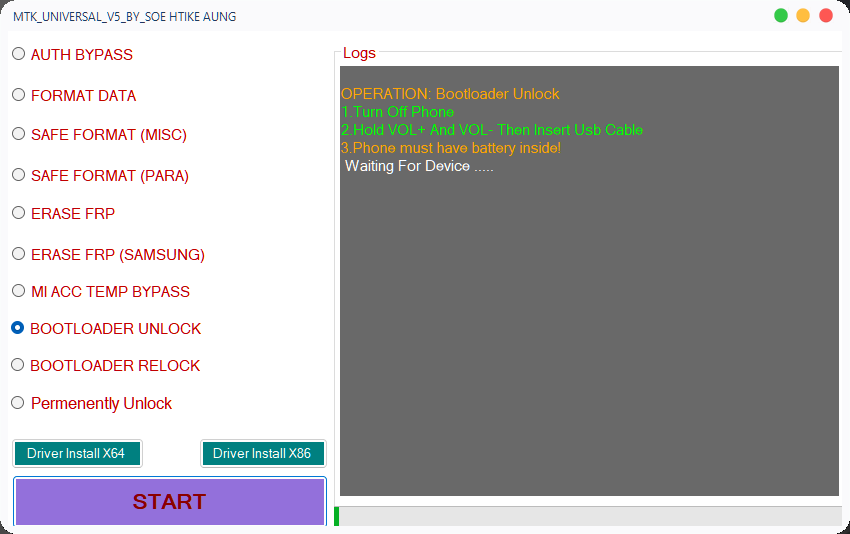 MTK_UNIVERSAL_V5_BY_SOE HTIKE AUNG
AUTH BYPASS
FORMAT DATA
SAFE FORMAT (MISC)
SAFE FORMAT (PARA)
ERASE FRP
ERASE FRP (SAMSUNG)
MI ACC TEMP BYPASS
BOOTLOADER UNLOCK
BOOTLOADER RELOCK
Permenently Unlock
Driver Install X64
Driver Install X86
START
Logs
OPERATION: Bootloader Unlock
1.Turn Off Phone
2.Hold VOL+ And VOL- Then Insert Usb Cable
3.Phone must have battery inside!
Waiting For Device .....